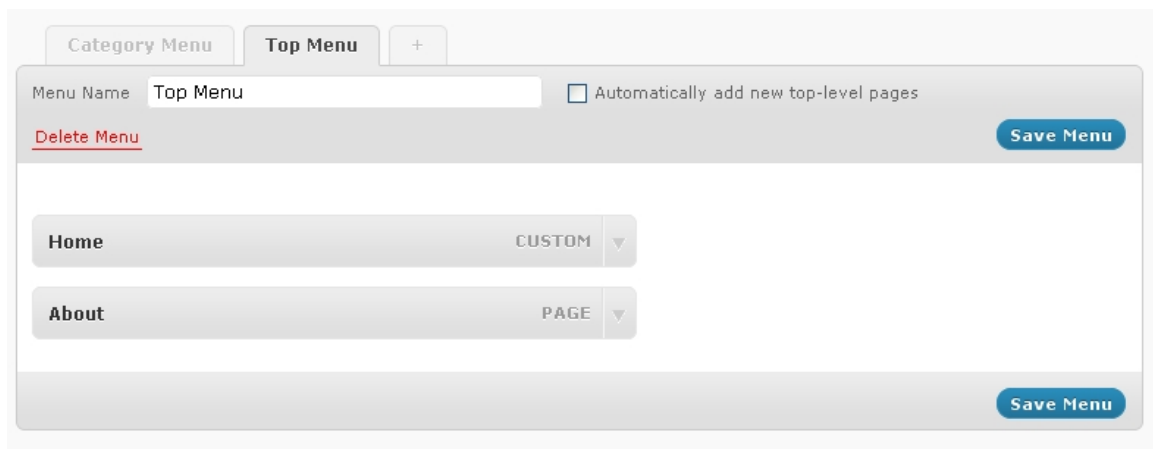 Category Menu Top Menu +
Menu Name Top Menu Automatically add new top-level pages
Delete Menu Save Menu
Home CUSTOM
About PAGE
Save Menu